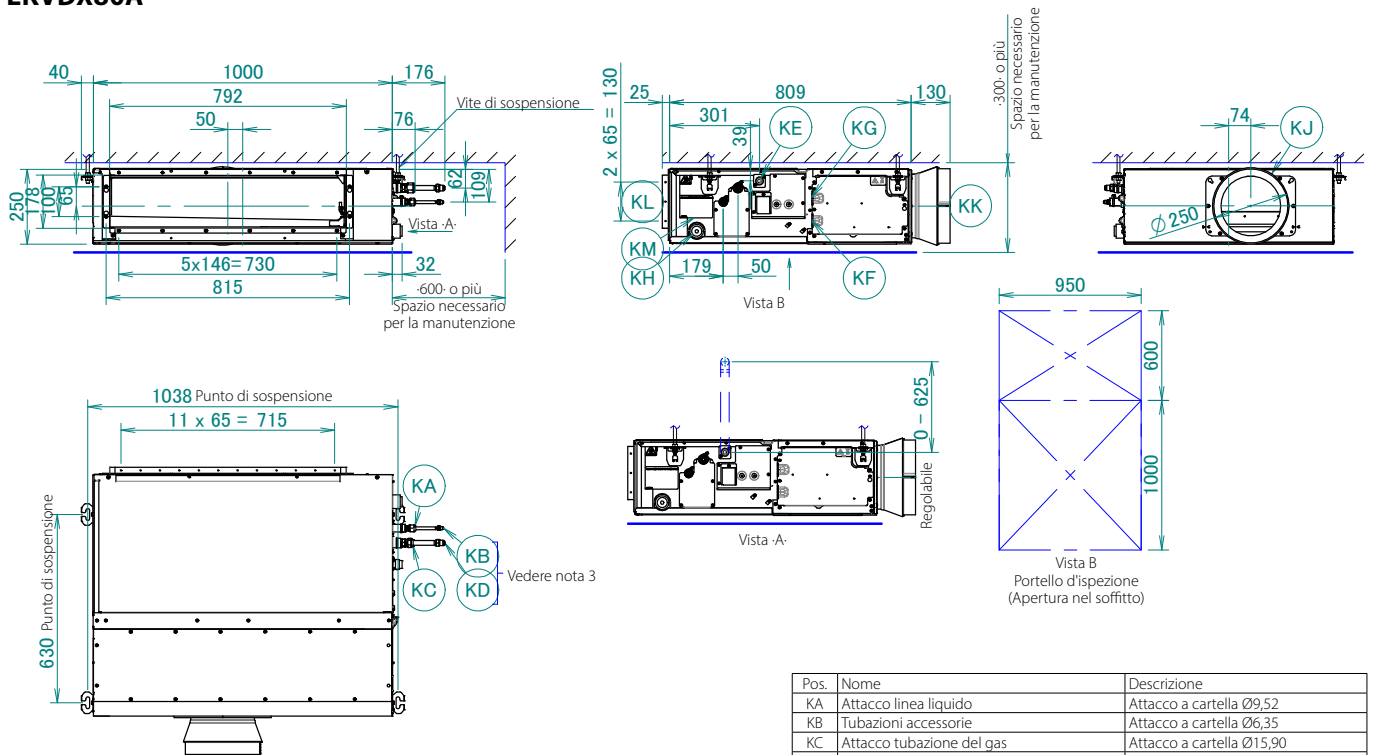 40
1000
176
792
50
76
Vite di sospensione
250
178
100
65
62
109
Vista ·A·
5x146=730
32
815
·600· o più
Spazio necessario
per la manutenzione
25
809
130
301
2 x 65 = 130
39
KE
KG
KL
KK
KM
KH
179
50
KF
Vista B
·300· o più
Spazio necessario
per la manutenzione
74
KJ
Ø 250
1038 Punto di sospensione
11 x 65 = 715
KA
KB
KC
KD
Vedere nota 3
630 Punto di sospensione
0 - 625
Regolabile
Vista ·A·
950
600
1000
Vista B
Portello d'ispezione
(Apertura nel soffitto)
Pos. Nome Descrizione
KA Attacco linea liquido Attacco a cartella Ø9,52
KB Tubazioni accessorie Attacco a cartella Ø6,35
KC Attacco tubazione del gas Attacco a cartella Ø15,90